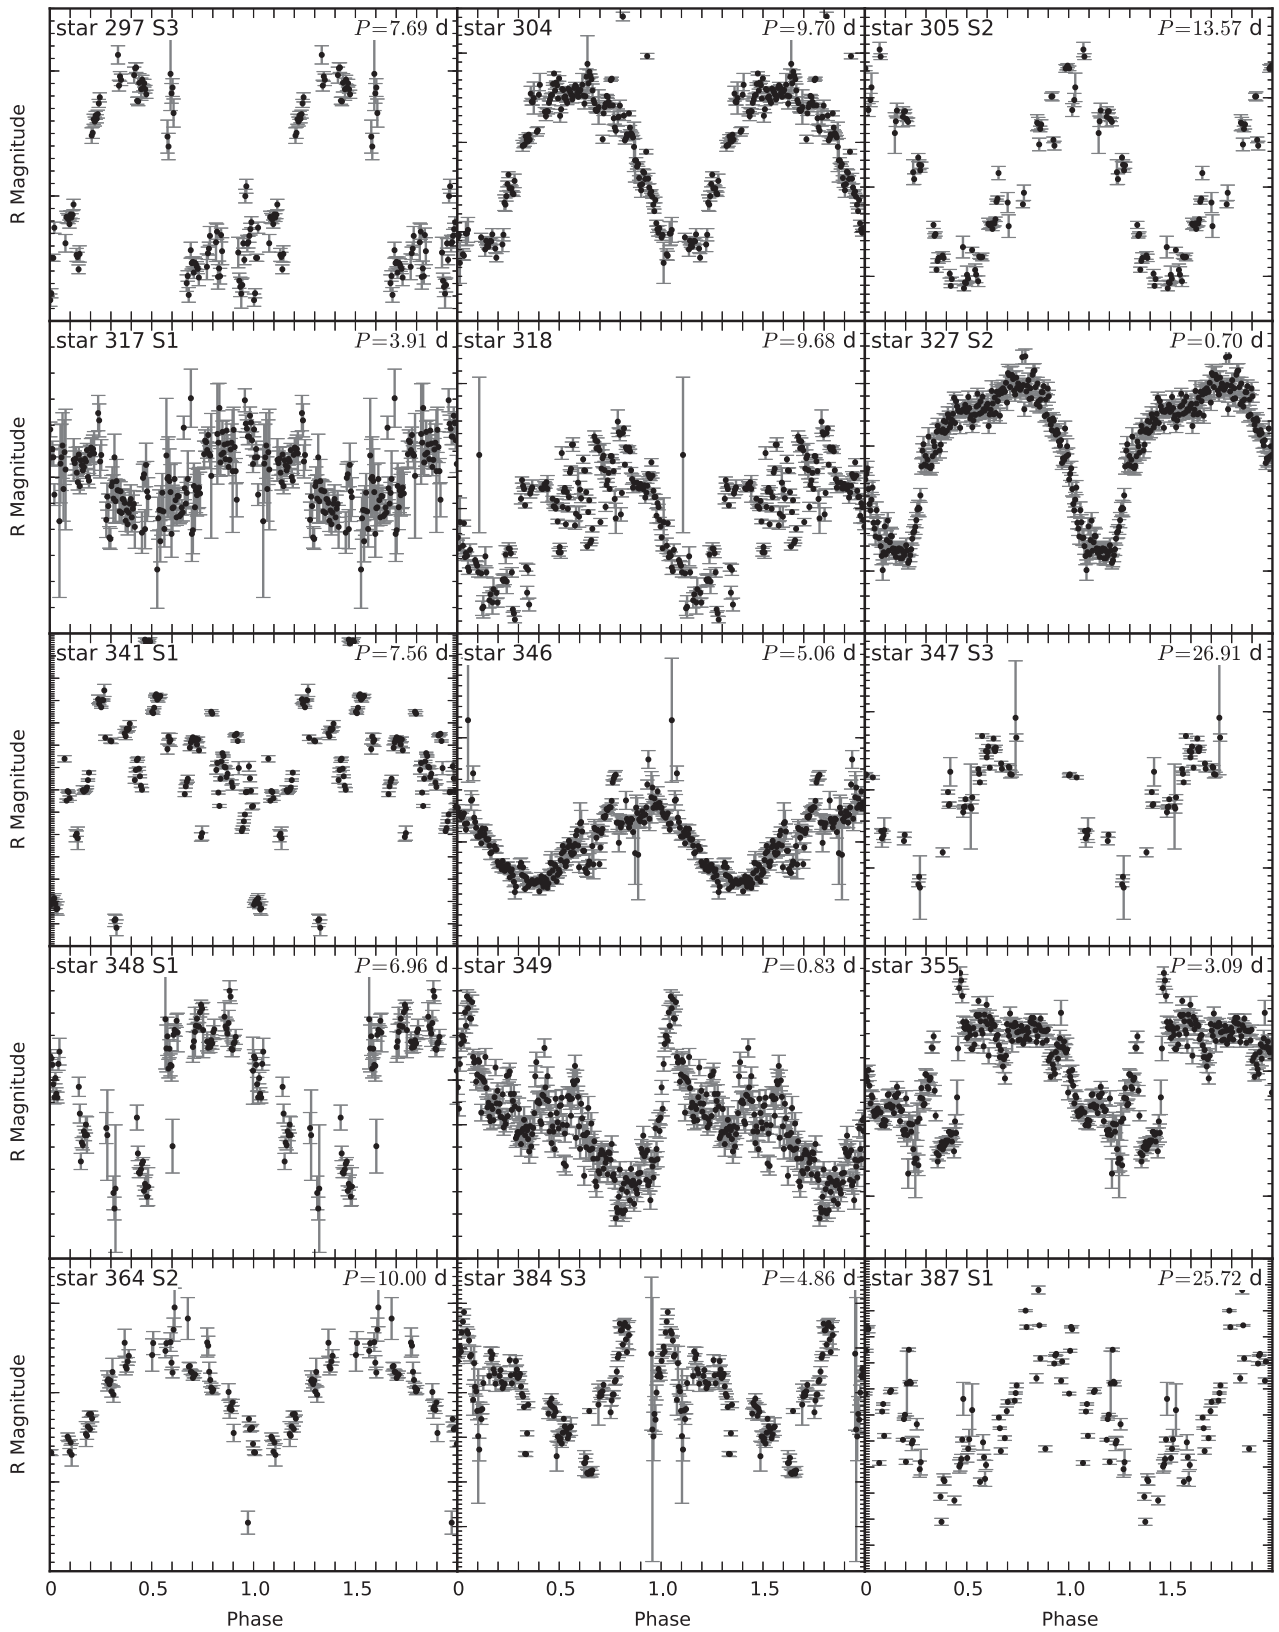 star 297 S3 P=7.69 d
star 304 P=9.70 d
star 305 S2 P=13.57 d
R Magnitude
star 317 S1 P=3.91 d
star 318 P=9.68 d
star 327 S2 P=0.70 d
R Magnitude
star 341 S1 P=7.56 d
star 346 P=5.06 d
star 347 S3 P=26.91 d
R Magnitude
star 348 S1 P=6.96 d
star 349 P=0.83 d
star 355 P=3.09 d
R Magnitude
star 364 S2 P=10.00 d
star 384 S3 P=4.86 d
star 387 S1 P=25.72 d
R Magnitude
0 0.5 1.0 1.5 0 0.5 1.0 1.5 0 0.5 1.0 1.5
Phase Phase Phase